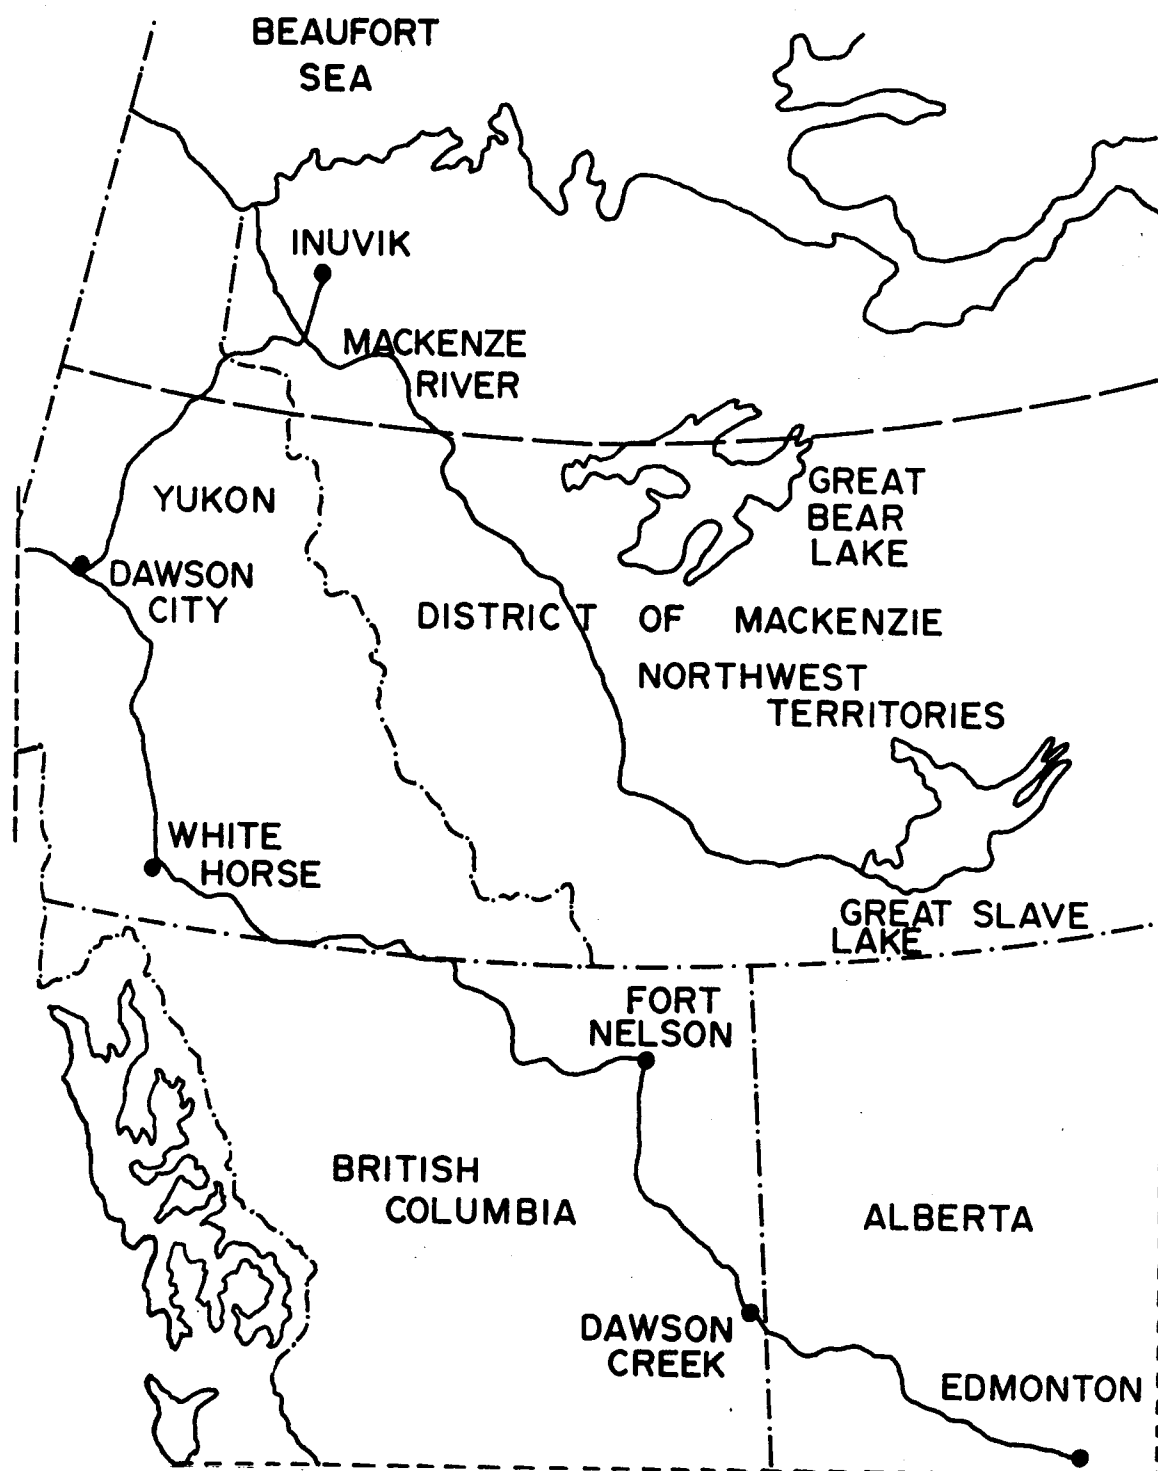 BEAUFORT
SEA
INUVIK
MACKENZE
RIVER
GREAT
BEAR
LAKE
YUKON
DAWSON
CITY
DISTRICT OF MACKENZIE
NORTHWEST
TERRITORIES
WHITE
HORSE
GREAT SLAVE
LAKE
FORT
NELSON
BRITISH
COLUMBIA
ALBERTA
DAWSON
CREEK
EDMONTON